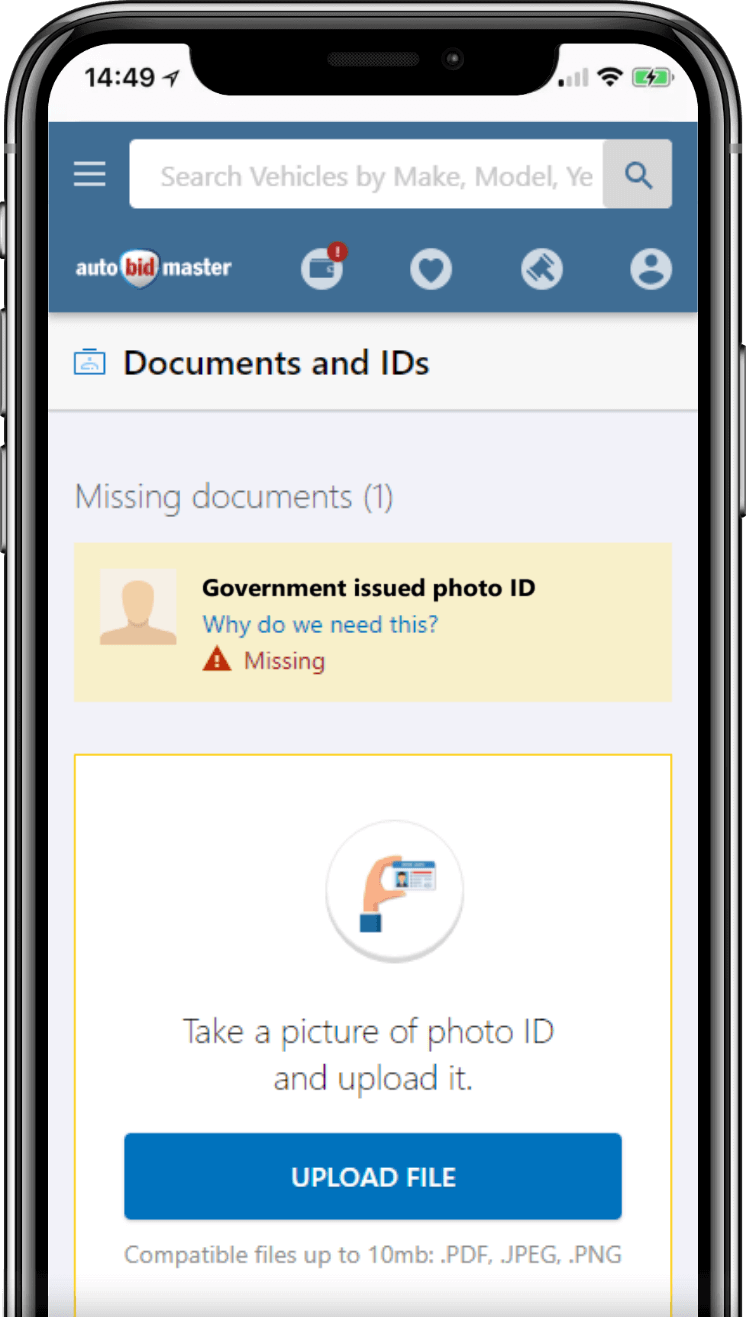 14:49
Search Vehicles by Make, Model, Ye
auto bid master
!
Documents and IDs
Missing documents (1)
Government issued photo ID
Why do we need this?
Missing
Take a picture of photo ID
and upload it.
UPLOAD FILE
Compatible files up to 10mb: .PDF, .JPEG, .PNG